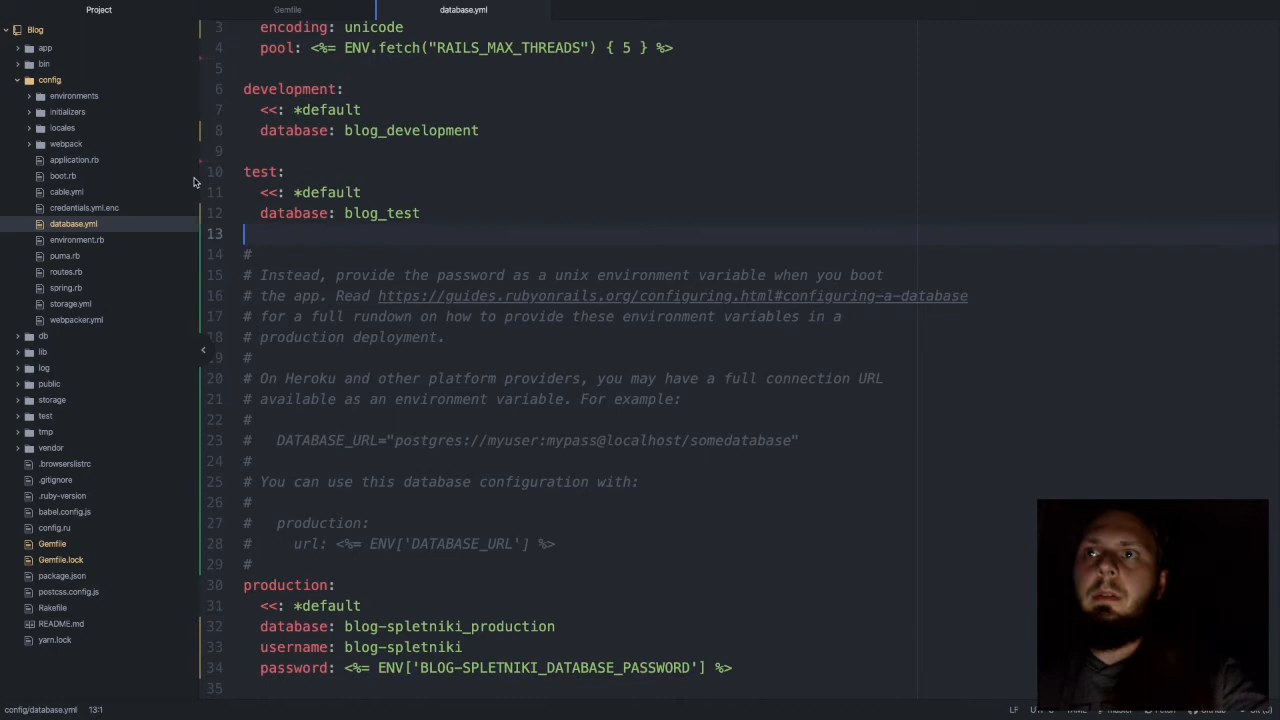 Project
Gemfile
database.yml
Blog
app
bin
config
environments
initializers
locales
webpack
application.rb
boot.rb
cable.yml
credentials.yml.enc
database.yml
environment.rb
puma.rb
routes.rb
spring.rb
storage.yml
webpacker.yml
db
lib
log
public
storage
test
tmp
vendor
.browserslistrc
.gitignore
.ruby-version
babel.config.js
config.ru
Gemfile
Gemfile.lock
package.json
postcss.config.js
Rakefile
README.md
yarn.lock
3 encoding: unicode
4 pool: <%= ENV.fetch("RAILS_MAX_THREADS") { 5 } %>
5
6 development:
7 <<: *default
8 database: blog_development
9
10 test:
11 <<: *default
12 database: blog_test
13
14 #
15 # Instead, provide the password as a unix environment variable when you boot
16 # the app. Read https://guides.rubyonrails.org/configuring.html#configuring-a-database
17 # for a full rundown on how to provide these environment variables in a
18 # production deployment.
19 #
20 # On Heroku and other platform providers, you may have a full connection URL
21 # available as an environment variable. For example:
22 #
23 # DATABASE_URL="postgres://myuser:mypass@localhost/somedatabase"
24 #
25 # You can use this database configuration with:
26 #
27 # production:
28 # url: <%= ENV['DATABASE_URL'] %>
29 #
30 production:
31 <<: *default
32 database: blog-spletniki_production
33 username: blog-spletniki
34 password: <%= ENV['BLOG-SPLETNIKI_DATABASE_PASSWORD'] %>
35
config/database.yml 13:1
LF